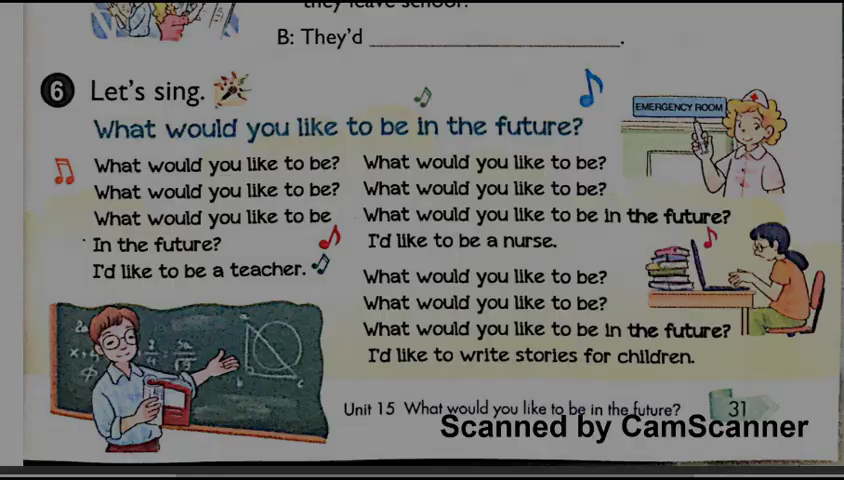 they leave school?
B: They'd ____________________.
6 Let's sing.
What would you like to be in the future?
What would you like to be?
What would you like to be?
What would you like to be
In the future?
I'd like to be a teacher.
What would you like to be?
What would you like to be?
What would you like to be in the future?
I'd like to be a nurse.
What would you like to be?
What would you like to be?
What would you like to be in the future?
I'd like to write stories for children.
EMERGENCY ROOM
Unit 15 What would you like to be in the future? 31
Scanned by CamScanner